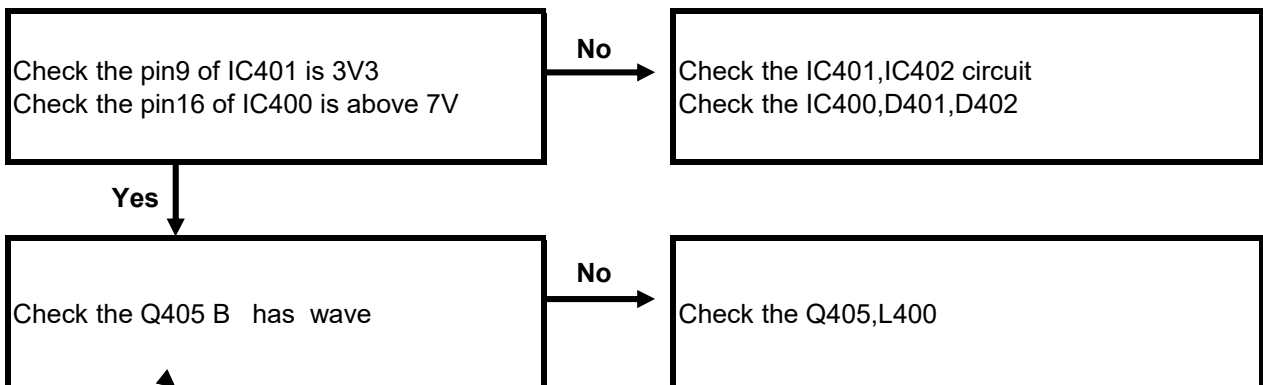 Check the pin9 of IC401 is 3V3
Check the pin16 of IC400 is above 7V
No
Check the IC401,IC402 circuit
Check the IC400,D401,D402
Yes
Check the Q405 B   has  wave
No
Check the Q405,L400